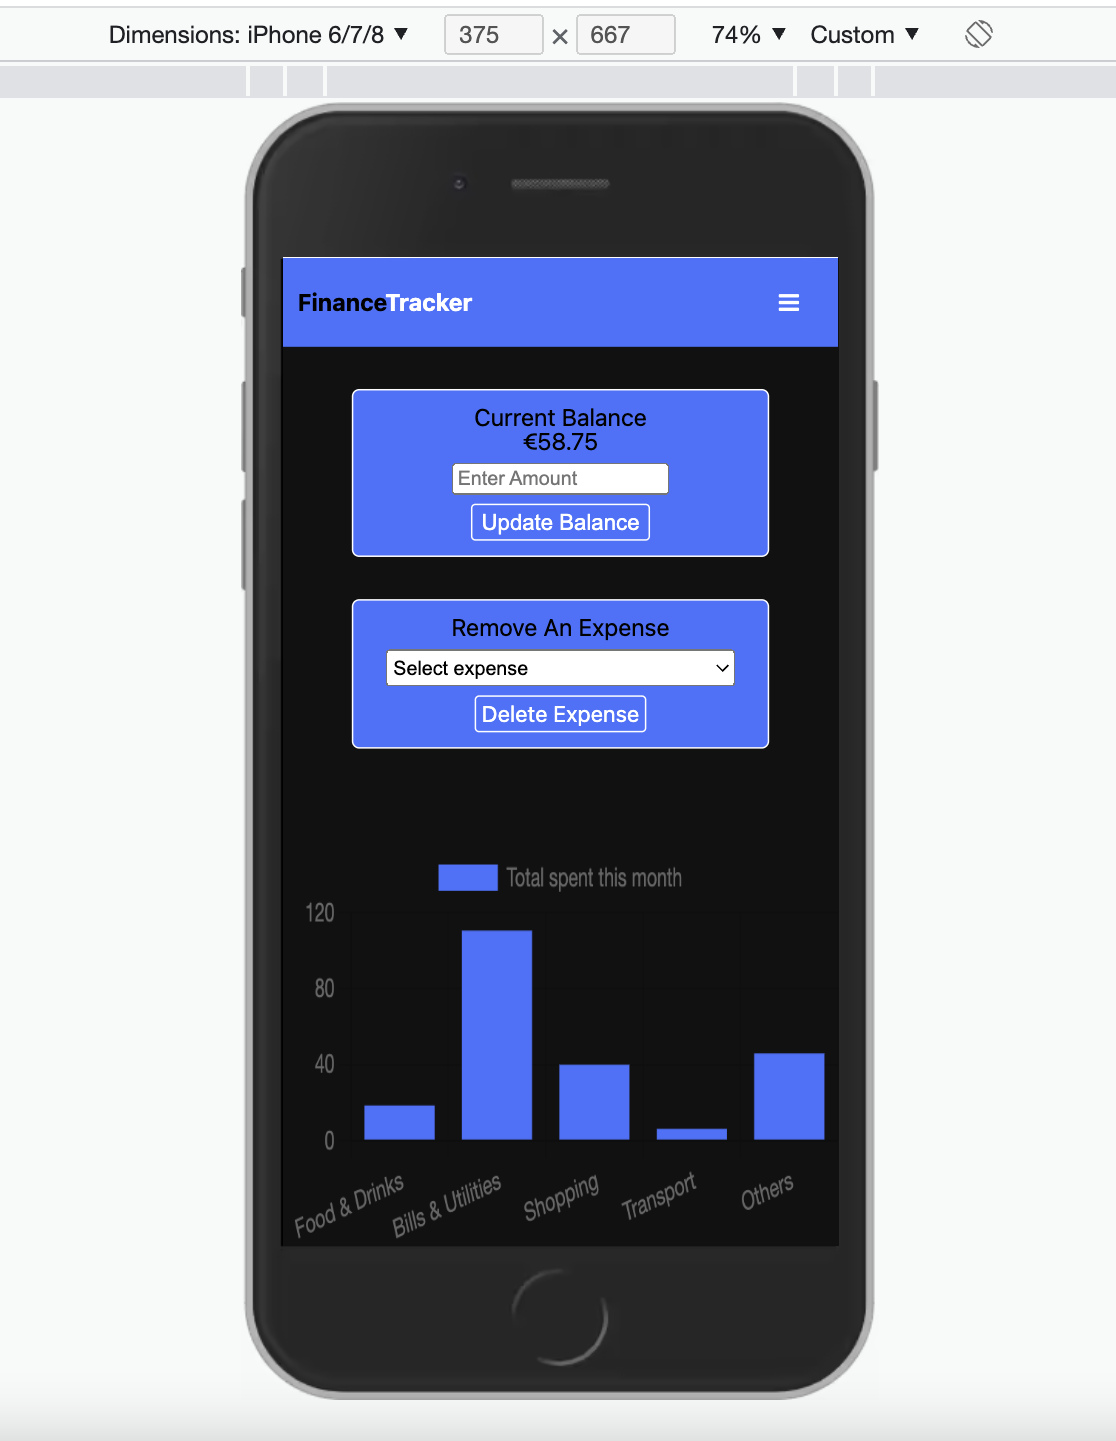 Dimensions: iPhone 6/7/8 ▼ 375 × 667 74% ▼ Custom ▼
FinanceTracker
Current Balance
€58.75
Enter Amount
Update Balance
Remove An Expense
Select expense
Delete Expense
Total spent this month
120
80
40
0
Food & Drinks
Bills & Utilities
Shopping
Transport
Others